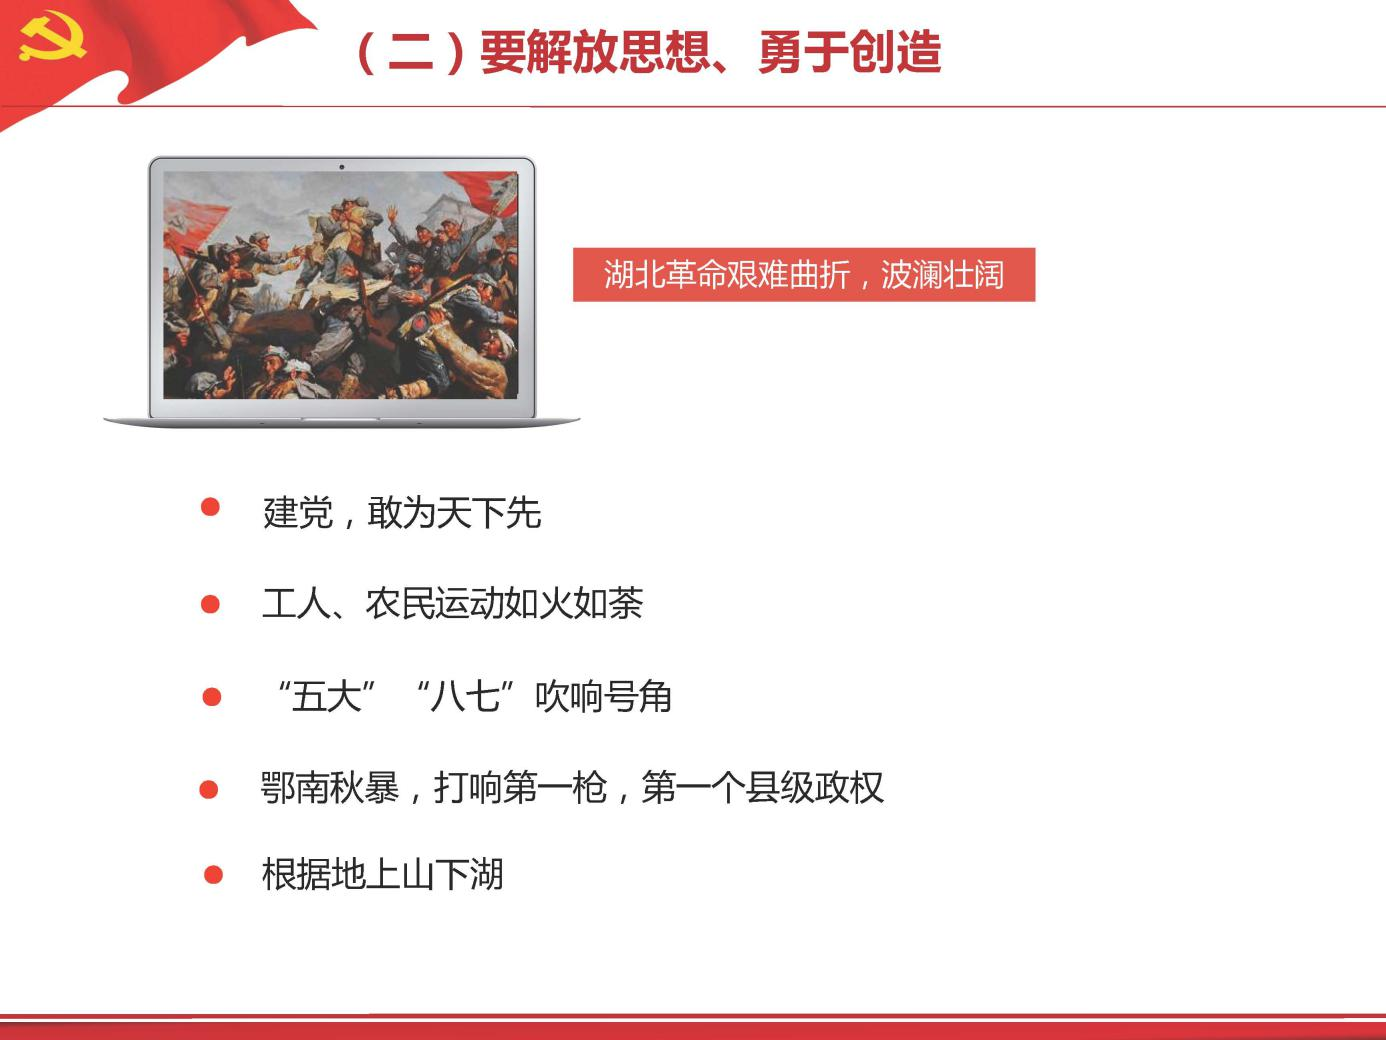 （二）要解放思想、勇于创造
湖北革命艰难曲折，波澜壮阔
建党，敢为天下先
工人、农民运动如火如荼
“五大” “八七”吹响号角
鄂南秋暴，打响第一枪，第一个县级政权
根据地上山下湖